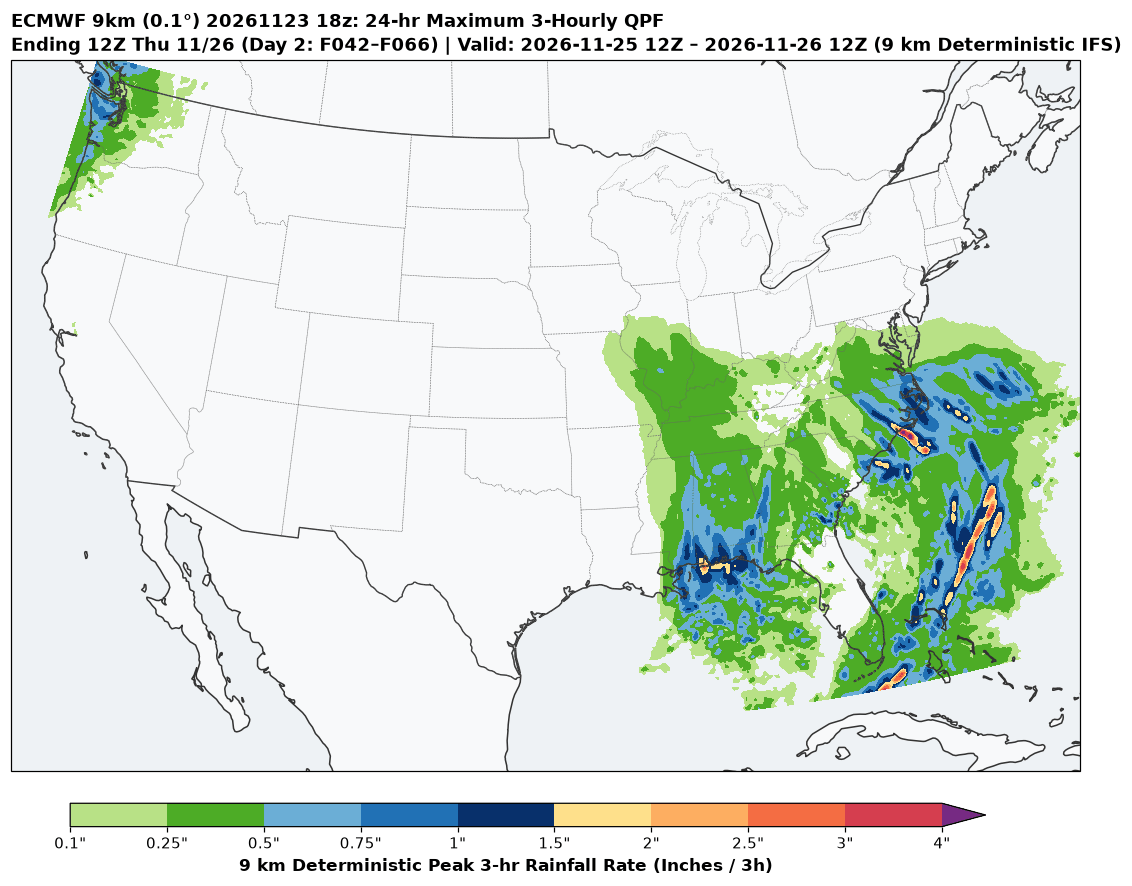 ECMWF 9km (0.1°) 20261123 18z: 24-hr Maximum 3-Hourly QPF
Ending 12Z Thu 11/26 (Day 2: F042–F066) | Valid: 2026-11-25 12Z – 2026-11-26 12Z (9 km Deterministic IFS)
0.1" 0.25" 0.5" 0.75" 1" 1.5" 2" 2.5" 3" 4"
9 km Deterministic Peak 3-hr Rainfall Rate (Inches / 3h)